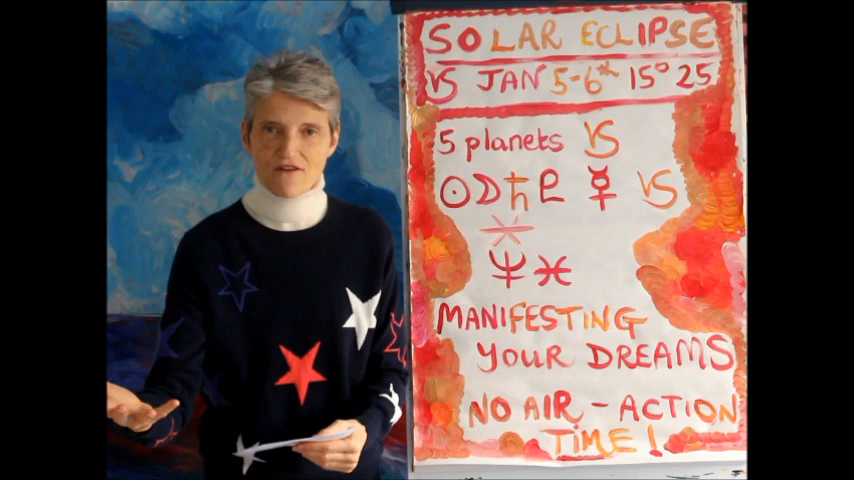 SOLAR ECLIPSE
♑ JAN 5-6th 15° 25
5 planets ♑
☉☽♄♇ ☿ ♑
⚹
♆ ♓
MANIFESTING
YOUR DREAMS
NO AIR - ACTION
TIME!